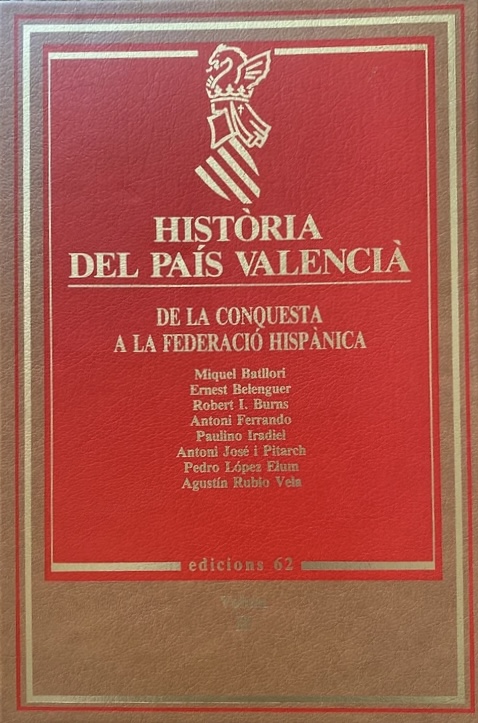 HISTÒRIA
DEL PAÍS VALENCIÀ
DE LA CONQUESTA
A LA FEDERACIÓ HISPÀNICA
Miquel Batllori
Ernest Belenguer
Robert I. Burns
Antoni Ferrando
Paulino Iradiel
Antoni José i Pitarch
Pedro López Elum
Agustín Rubio Vela
edicions 62